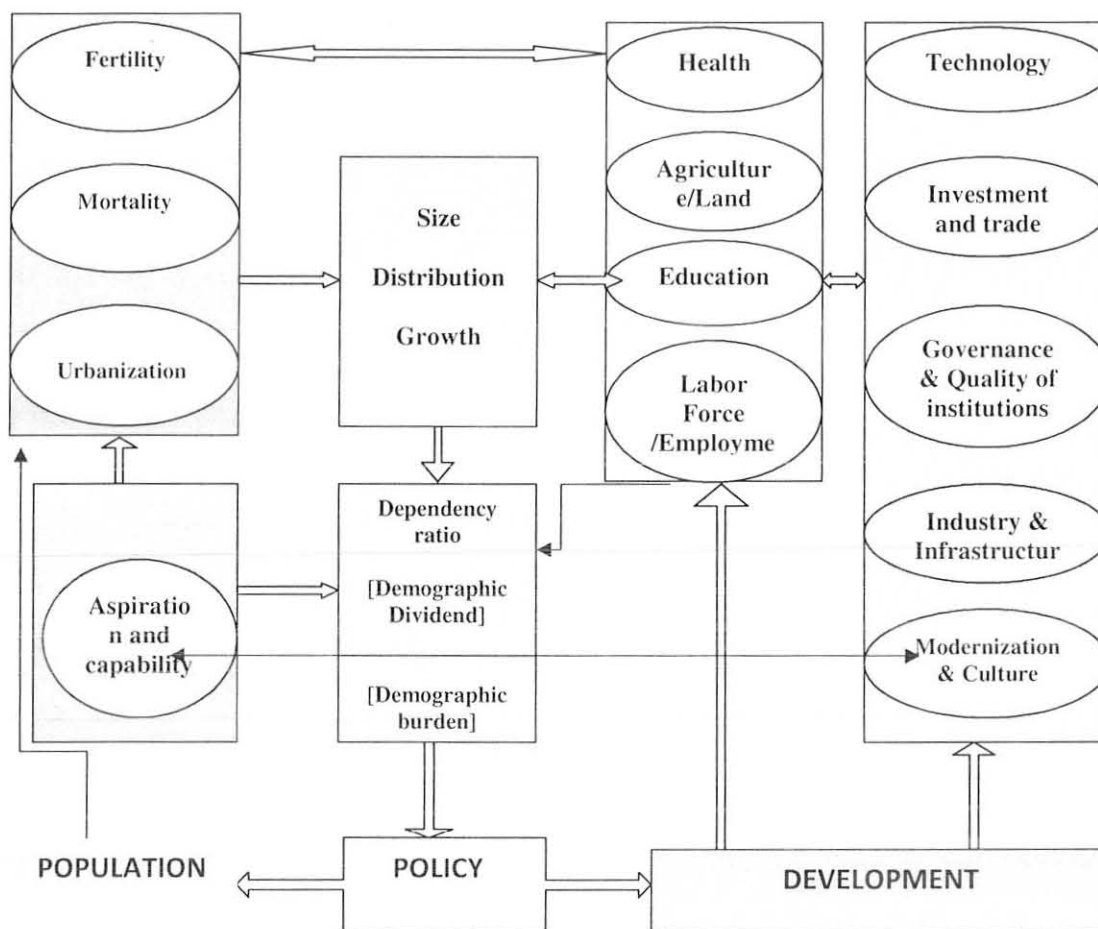 Fertility
Mortality
Urbanization
Aspiratio
n and
capability
Size
Distribution
Growth
Dependency
ratio
[Demographic
Dividend]
[Demographic
burden]
Health
Agricultur
e/Land
Education
Labor
Force
/Employme
Technology
Investment
and trade
Governance
& Quality of
institutions
Industry &
Infrastructur
Modernization
& Culture
POPULATION
POLICY
DEVELOPMENT